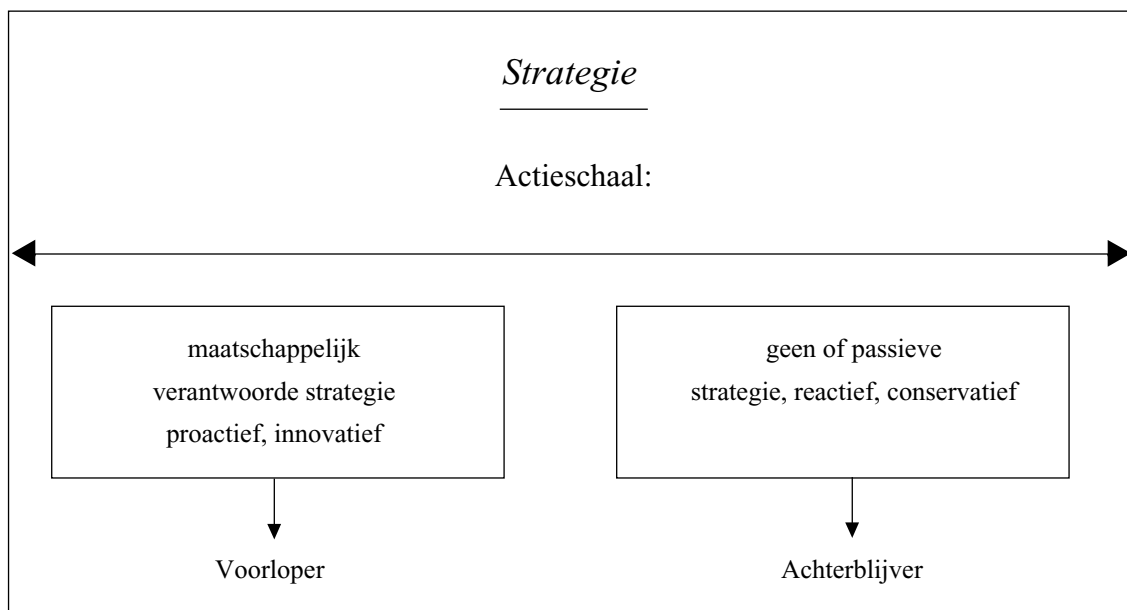 Strategie
Actieschaal:
maatschappelijk
verantwoorde strategie
proactief, innovatief
geen of passieve
strategie, reactief, conservatief
Voorloper
Achterblijver